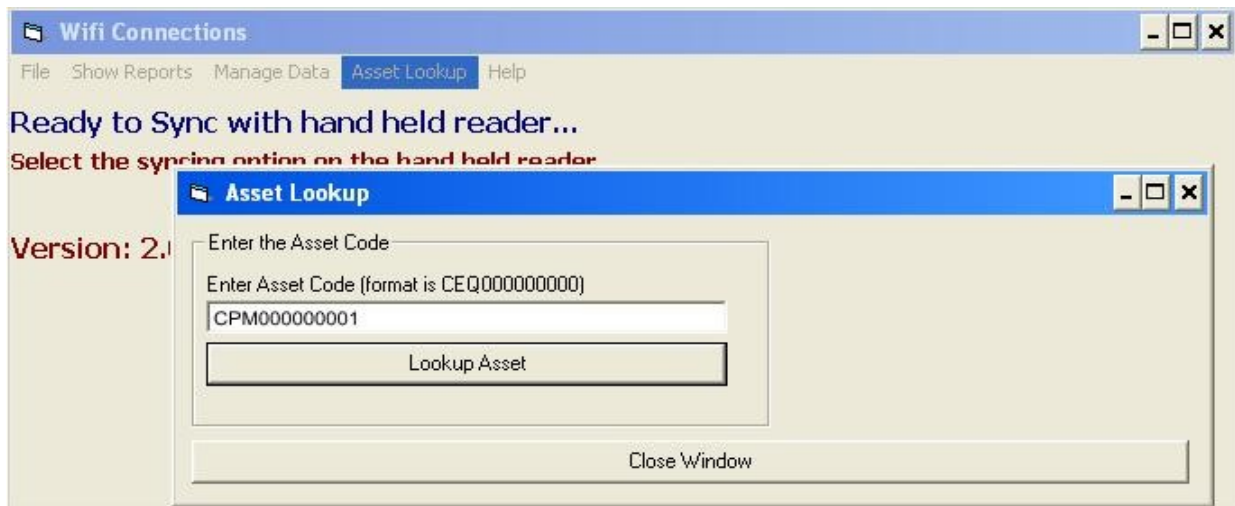 Wifi Connections
File Show Reports Manage Data Asset Lookup Help
Ready to Sync with hand held reader...
Select the syncing option on the hand held reader
Asset Lookup
Version: 2.
Enter the Asset Code
Enter Asset Code (format is CEQ000000000)
CPM000000001
Lookup Asset
Close Window